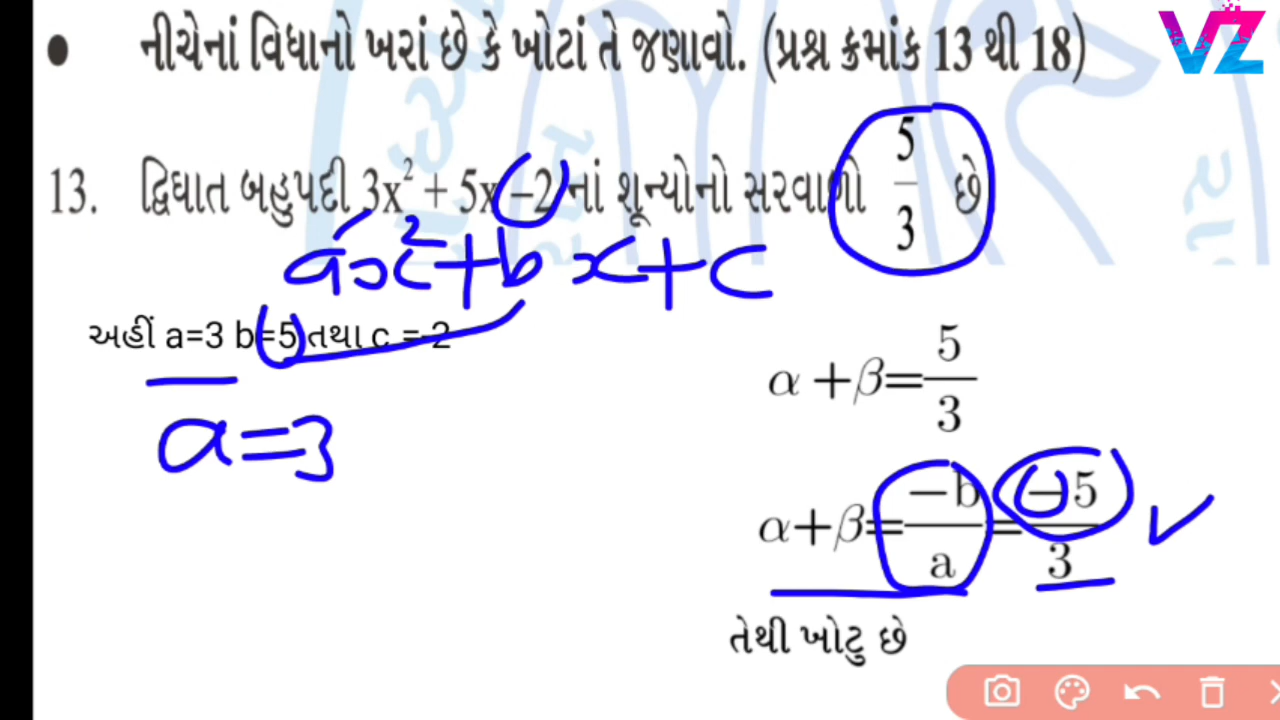 VZ
• નીચેનાં વિધાનો ખરાં છે કે ખોટાં તે જણાવો. (પ્રશ્ન ક્રમાંક 13 થી 18)
13. દ્વિઘાત બહુપદી 3x² + 5x -2 નાં શૂન્યોનો સરવાળો 5/3 છે
ax²+bx+c
અહીં a=3 b=5 તથા c =-2
α +β=5/3
a=3
α+β=-b/a=-5/3
તેથી ખોટુ છે